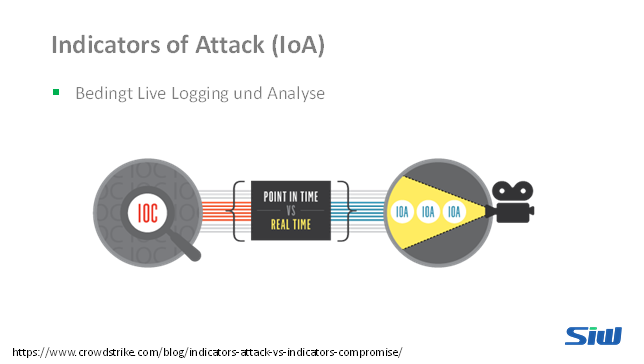 Indicators of Attack (IoA)
Bedingt Live Logging und Analyse
IOC
POINT IN TIME
VS
REAL TIME
IOA IOA IOA
SiW
https://www.crowdstrike.com/blog/indicators-attack-vs-indicators-compromise/